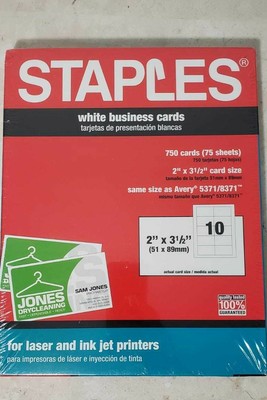 STAPLES®
white business cards
tarjetas de presentación blancas
750 cards (75 sheets)
750 tarjetas (75 hojas)
2" x 3½" card size
tamaño de la tarjeta 51mm x 89mm
same size as Avery® 5371/8371™
mismo tamaño que Avery® 5371/8371™
2" x 3½"
(51 x 89mm)
10
actual card size / medida actual
JONES
DRYCLEANING
SAM JONES
quality tested
100%
GUARANTEED
for laser and ink jet printers
para impresoras de láser e inyección de tinta